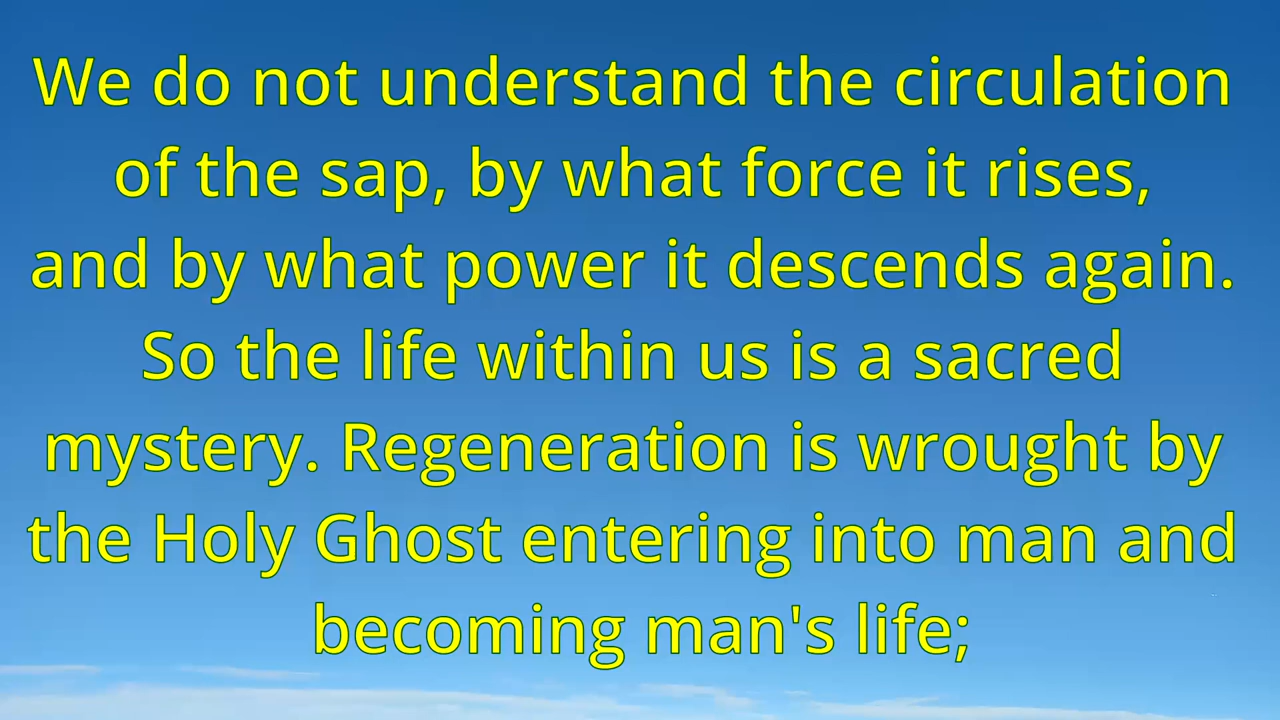 We do not understand the circulation
of the sap, by what force it rises,
and by what power it descends again.
So the life within us is a sacred
mystery. Regeneration is wrought by
the Holy Ghost entering into man and
becoming man's life;